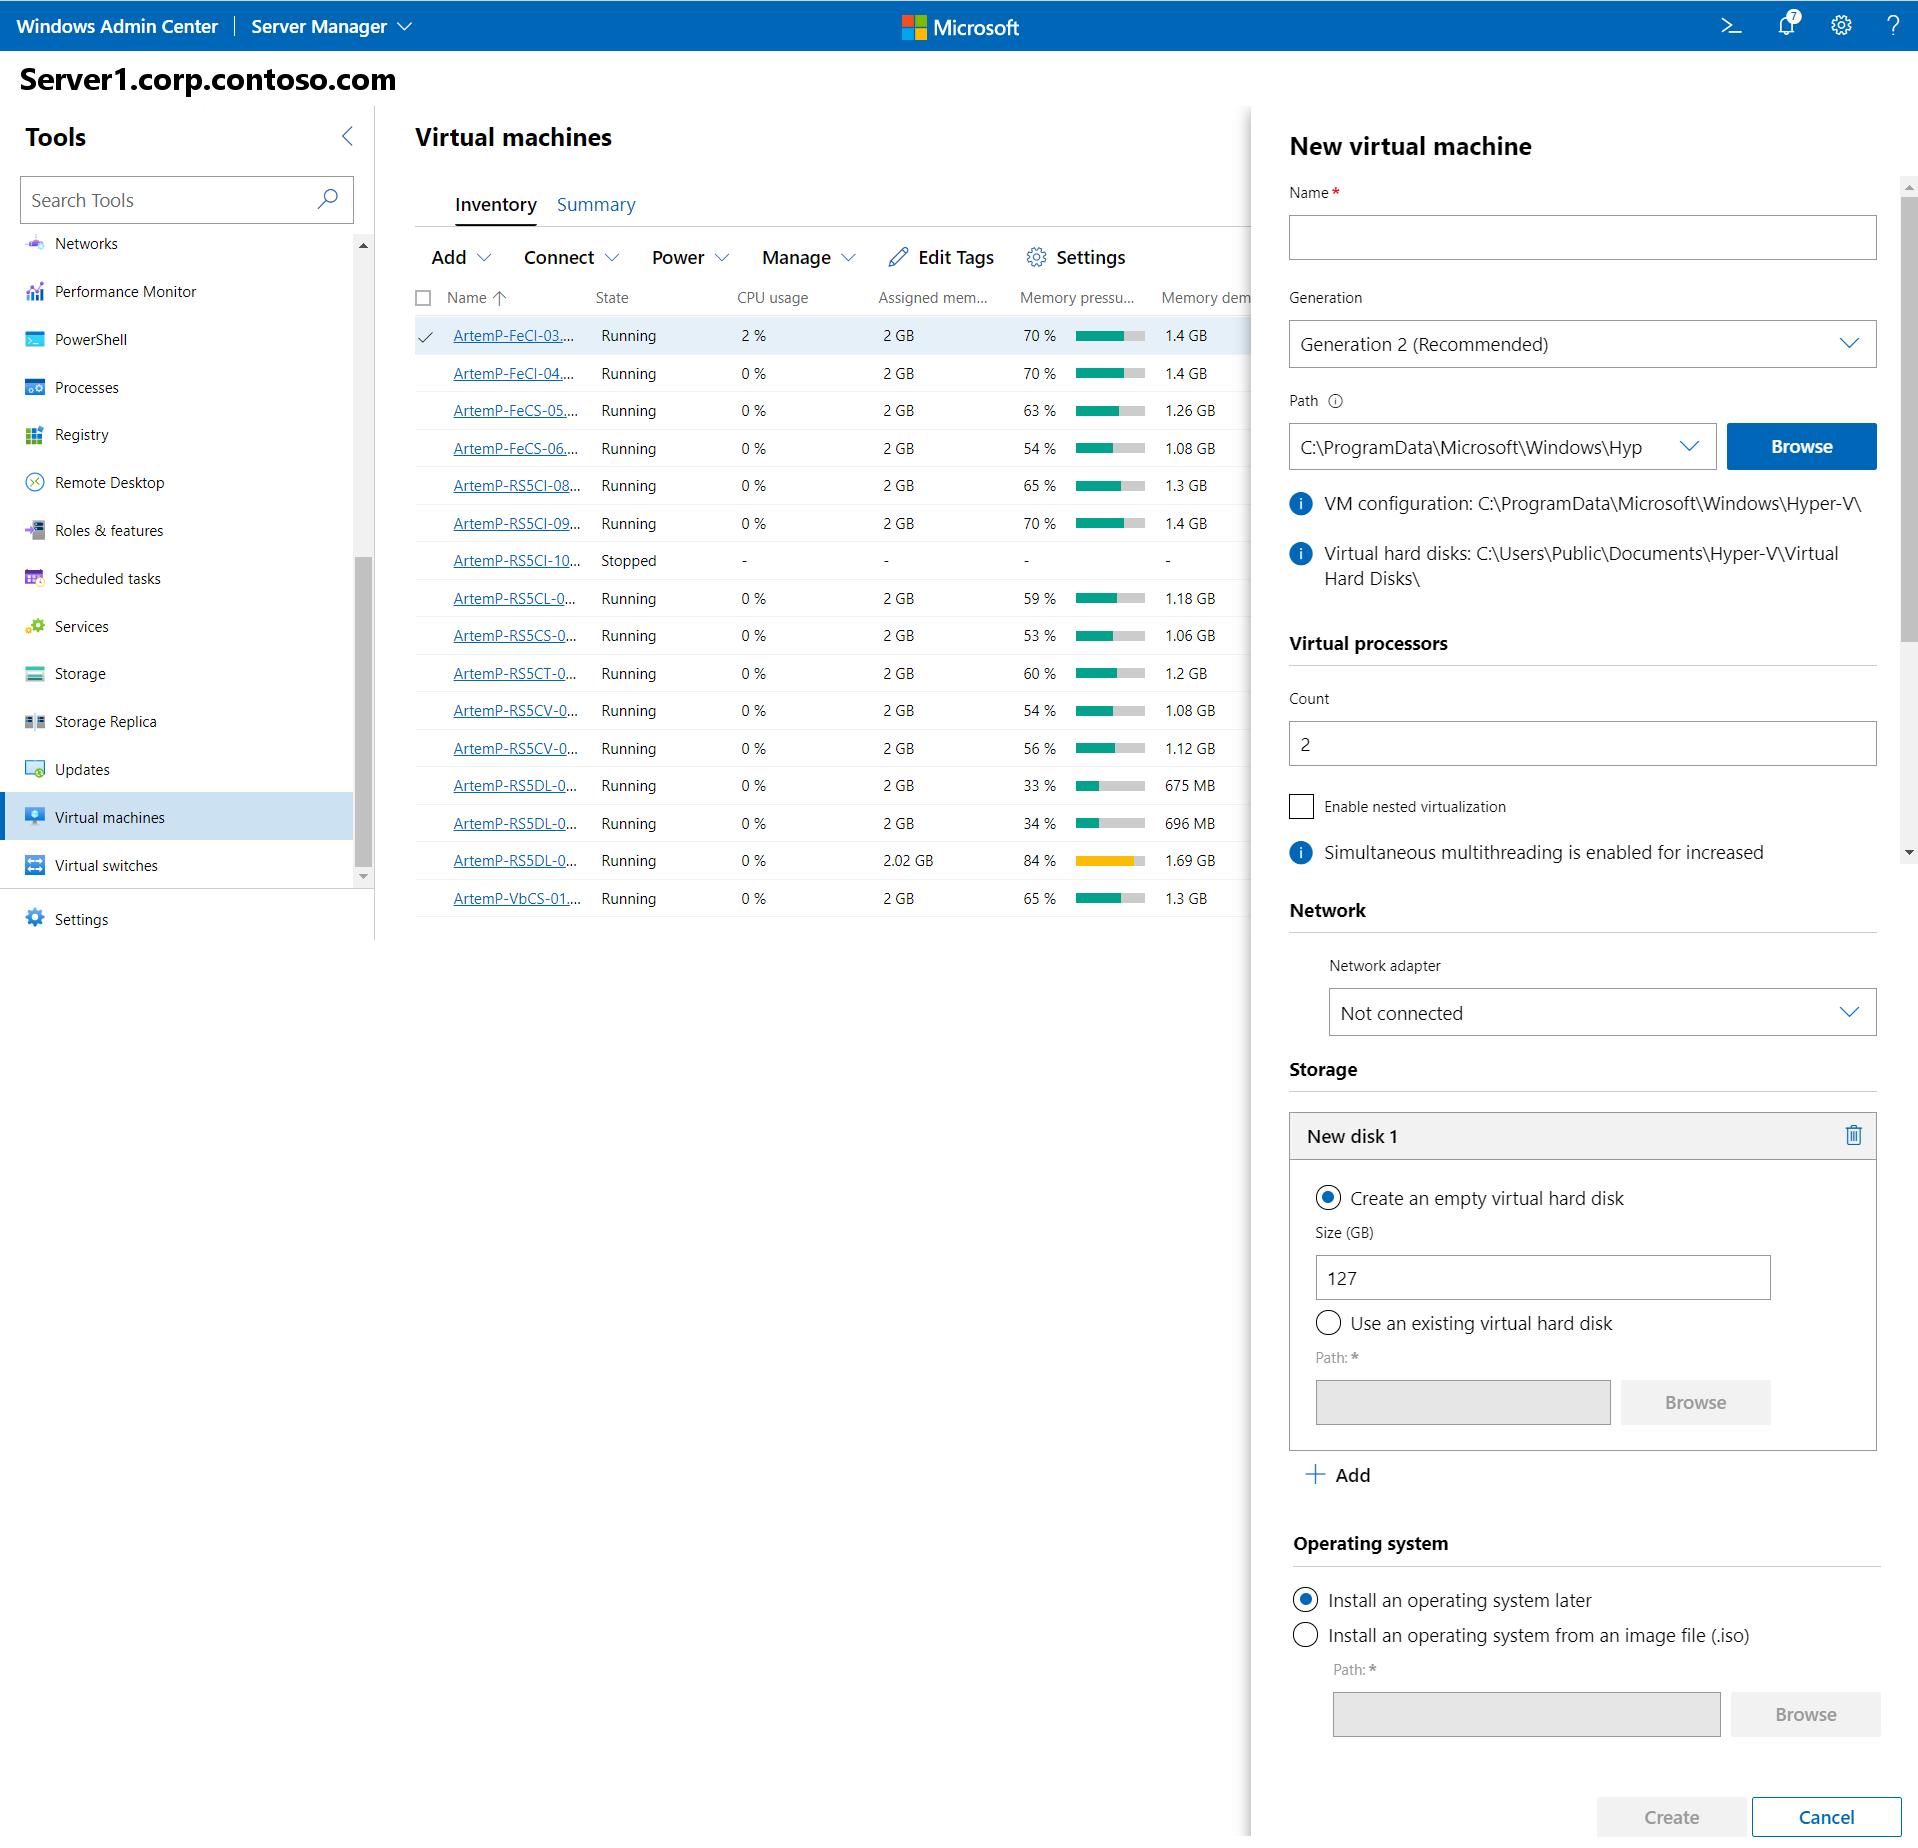 Windows Admin Center | Server Manager
Microsoft
7
Server1.corp.contoso.com
Tools
Search Tools
Networks
Performance Monitor
PowerShell
Processes
Registry
Remote Desktop
Roles & features
Scheduled tasks
Services
Storage
Storage Replica
Updates
Virtual machines
Virtual switches
Settings
Virtual machines
Inventory Summary
Add Connect Power Manage Edit Tags Settings
Name State CPU usage Assigned mem... Memory pressu... Memory dem
ArtemP-FeCI-03.... Running 2 % 2 GB 70 % 1.4 GB
ArtemP-FeCI-04.... Running 0 % 2 GB 70 % 1.4 GB
ArtemP-FeCS-05.... Running 0 % 2 GB 63 % 1.26 GB
ArtemP-FeCS-06.... Running 0 % 2 GB 54 % 1.08 GB
ArtemP-RS5CI-08... Running 0 % 2 GB 65 % 1.3 GB
ArtemP-RS5CI-09... Running 0 % 2 GB 70 % 1.4 GB
ArtemP-RS5CI-10... Stopped - - - -
ArtemP-RS5CL-0... Running 0 % 2 GB 59 % 1.18 GB
ArtemP-RS5CS-0... Running 0 % 2 GB 53 % 1.06 GB
ArtemP-RS5CT-0... Running 0 % 2 GB 60 % 1.2 GB
ArtemP-RS5CV-0... Running 0 % 2 GB 54 % 1.08 GB
ArtemP-RS5CV-0... Running 0 % 2 GB 56 % 1.12 GB
ArtemP-RS5DL-0... Running 0 % 2 GB 33 % 675 MB
ArtemP-RS5DL-0... Running 0 % 2 GB 34 % 696 MB
ArtemP-RS5DL-0... Running 0 % 2.02 GB 84 % 1.69 GB
ArtemP-VbCS-01.... Running 0 % 2 GB 65 % 1.3 GB
New virtual machine
Name *
Generation
Generation 2 (Recommended)
Path
C:\ProgramData\Microsoft\Windows\Hyp Browse
VM configuration: C:\ProgramData\Microsoft\Windows\Hyper-V\
Virtual hard disks: C:\Users\Public\Documents\Hyper-V\Virtual
Hard Disks\
Virtual processors
Count
2
Enable nested virtualization
Simultaneous multithreading is enabled for increased
Network
Network adapter
Not connected
Storage
New disk 1
Create an empty virtual hard disk
Size (GB)
127
Use an existing virtual hard disk
Path: *
Browse
Add
Operating system
Install an operating system later
Install an operating system from an image file (.iso)
Path: *
Browse
Create Cancel